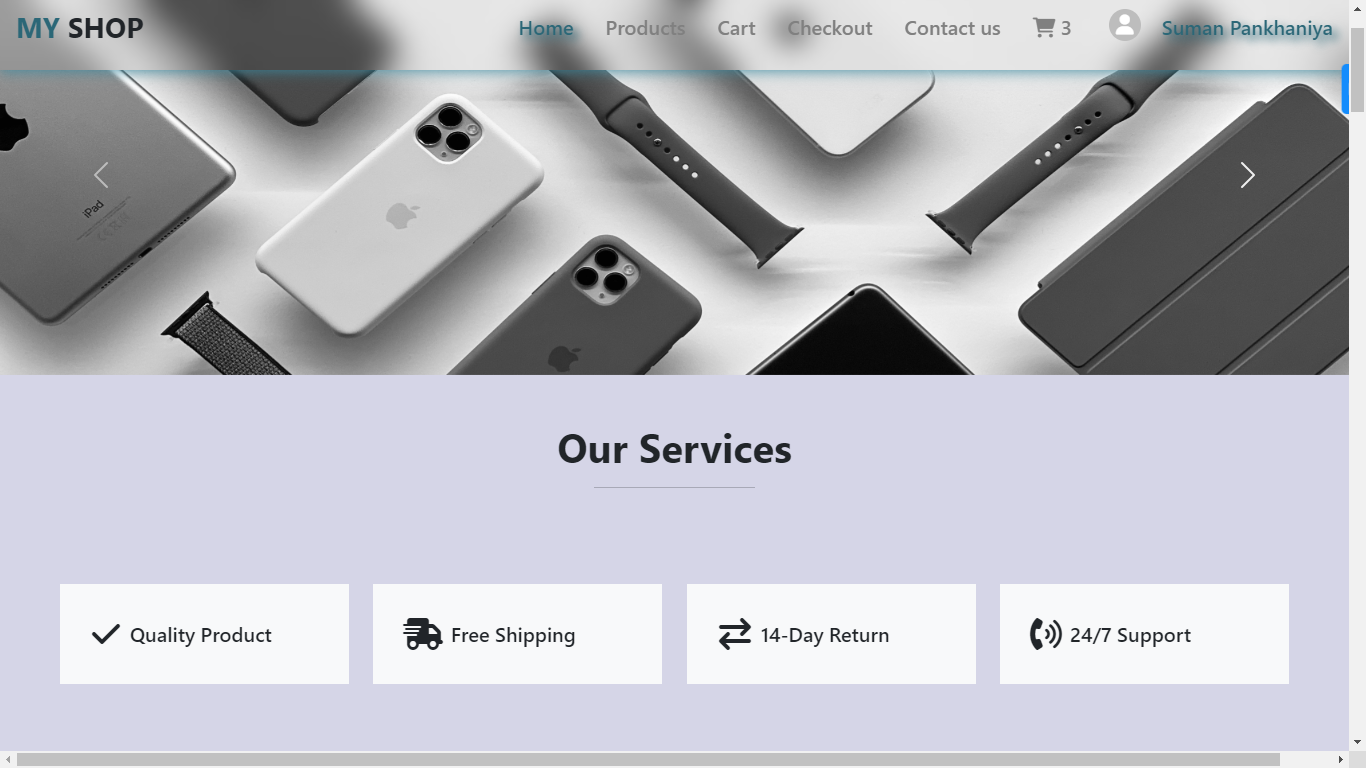 MY SHOP
Home Products Cart Checkout Contact us 3 Suman Pankhaniya
iPad
Our Services
Quality Product Free Shipping 14-Day Return 24/7 Support